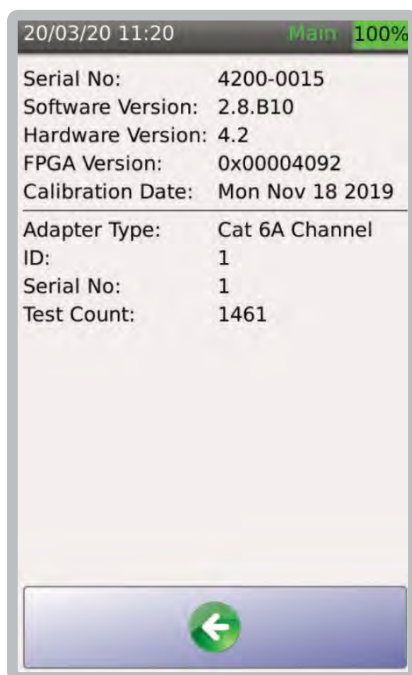 20/03/20 11:20 Main 100%
Serial No: 4200-0015
Software Version: 2.8.B10
Hardware Version: 4.2
FPGA Version: 0x00004092
Calibration Date: Mon Nov 18 2019
Adapter Type: Cat 6A Channel
ID: 1
Serial No: 1
Test Count: 1461